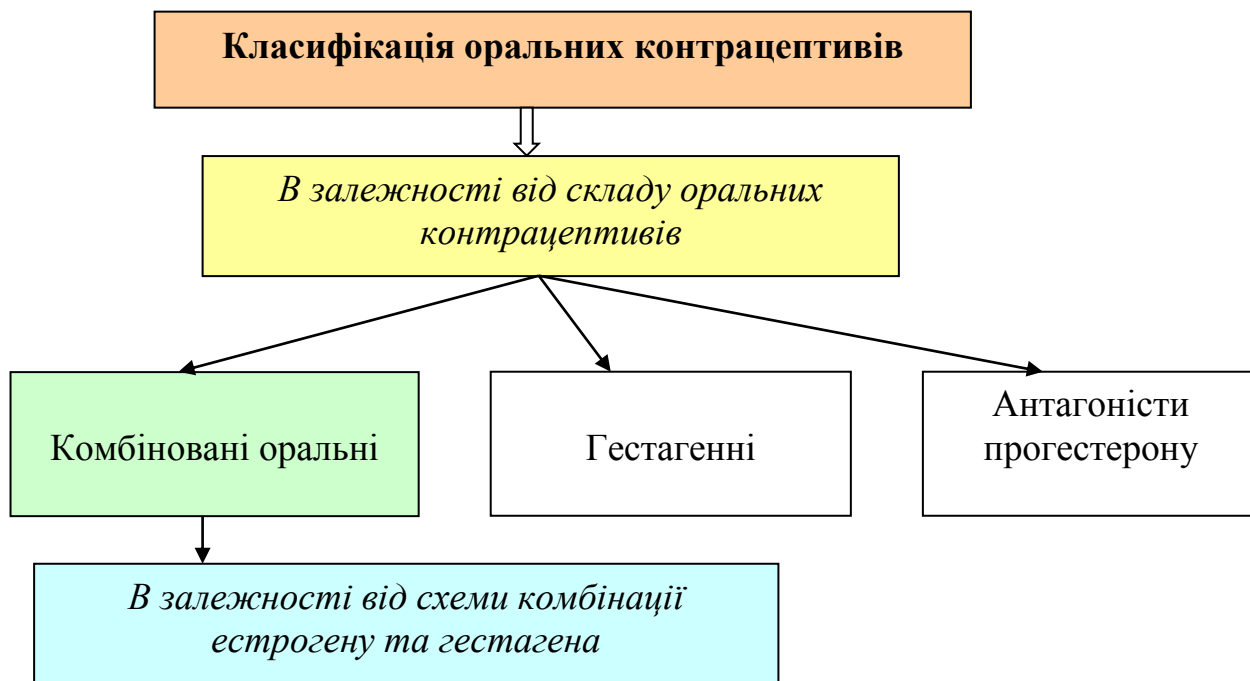 Класифікація оральних контрацептивів
В залежності від складу оральних
контрацептивів
Комбіновані оральні
Гестагенні
Антагоністи
прогестерону
В залежності від схеми комбінації
естрогену та гестагена